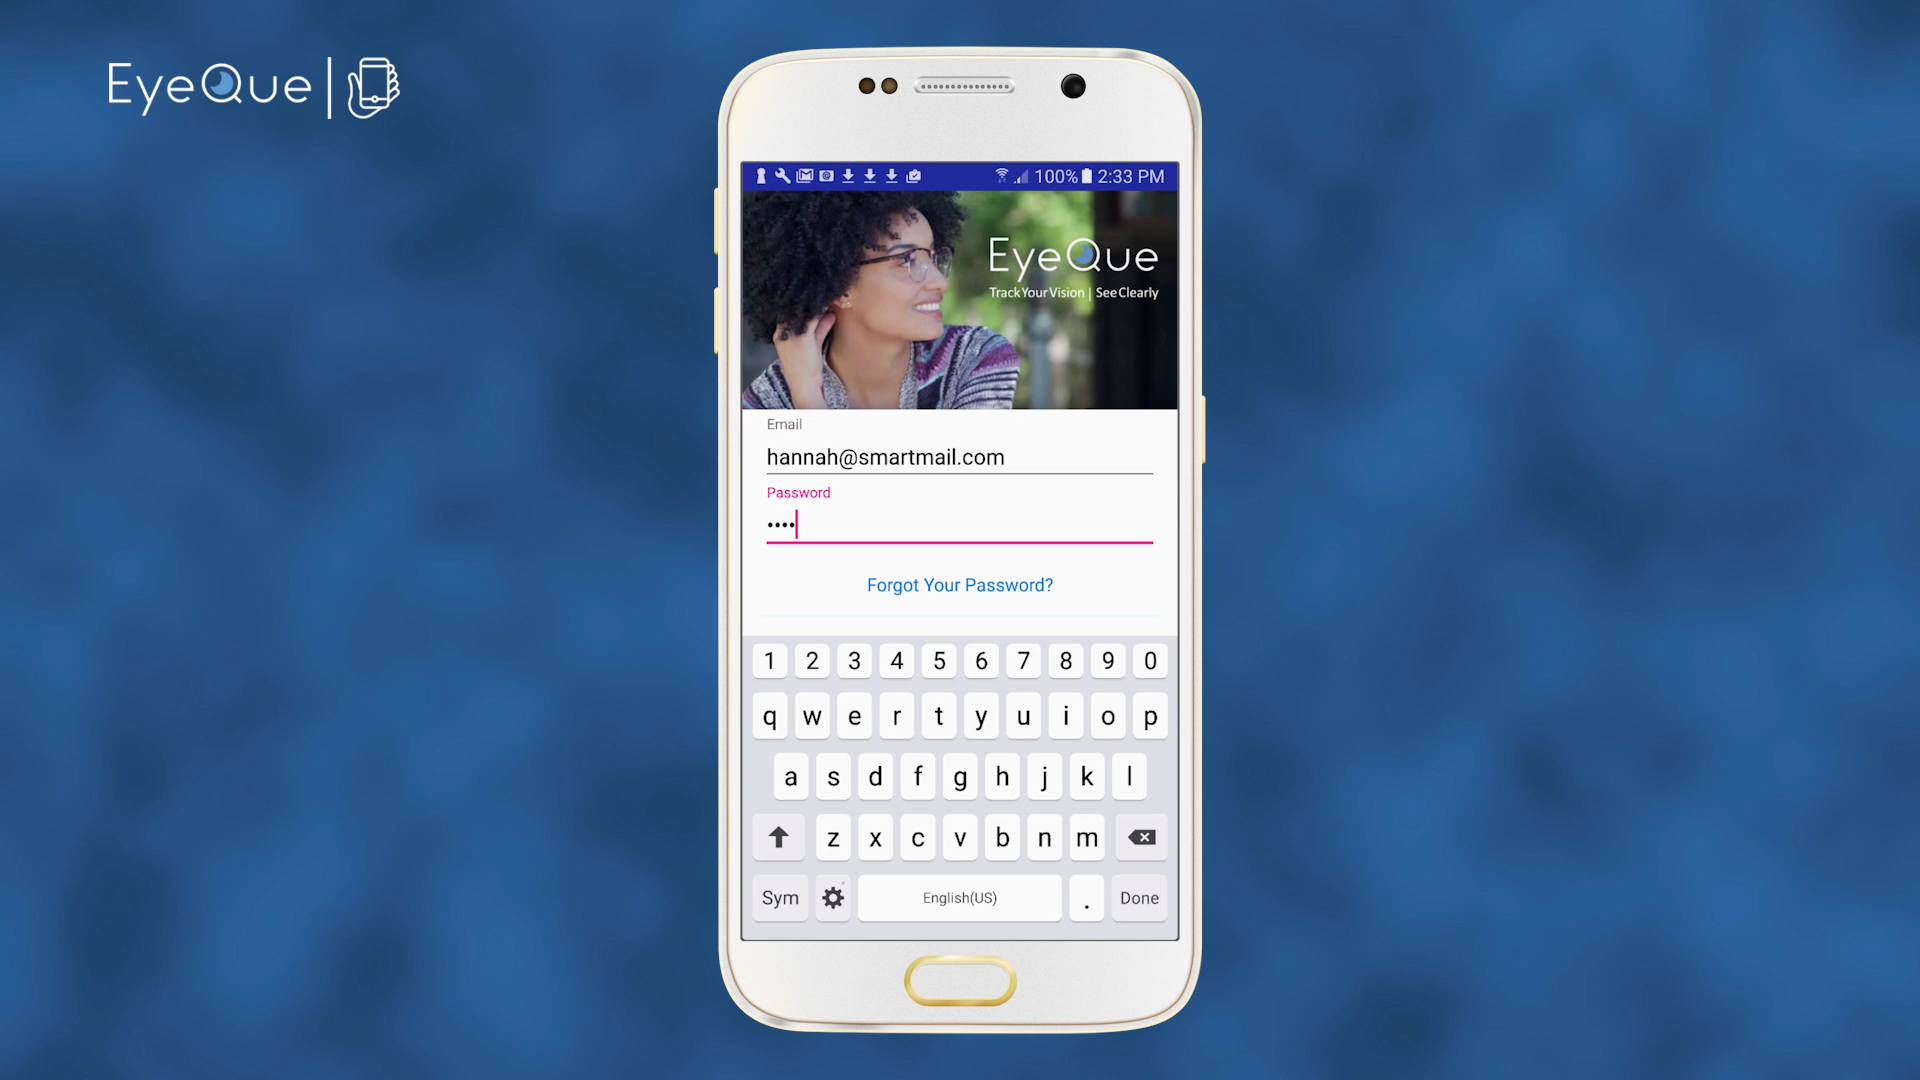 EyeQue
100% 2:33 PM
EyeQue
Track Your Vision | See Clearly
Email
hannah@smartmail.com
Password
••••
Forgot Your Password?
1 2 3 4 5 6 7 8 9 0
q w e r t y u i o p
a s d f g h j k l
z x c v b n m
Sym English(US) . Done